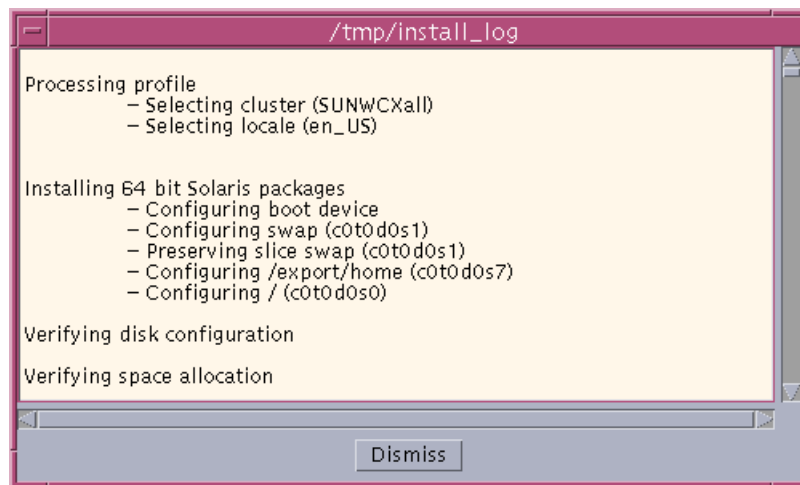 /tmp/install_log
Processing profile
– Selecting cluster (SUNWCXall)
– Selecting locale (en_US)
Installing 64 bit Solaris packages
– Configuring boot device
– Configuring swap (c0t0d0s1)
– Preserving slice swap (c0t0d0s1)
– Configuring /export/home (c0t0d0s7)
– Configuring / (c0t0d0s0)
Verifying disk configuration
Verifying space allocation
Dismiss